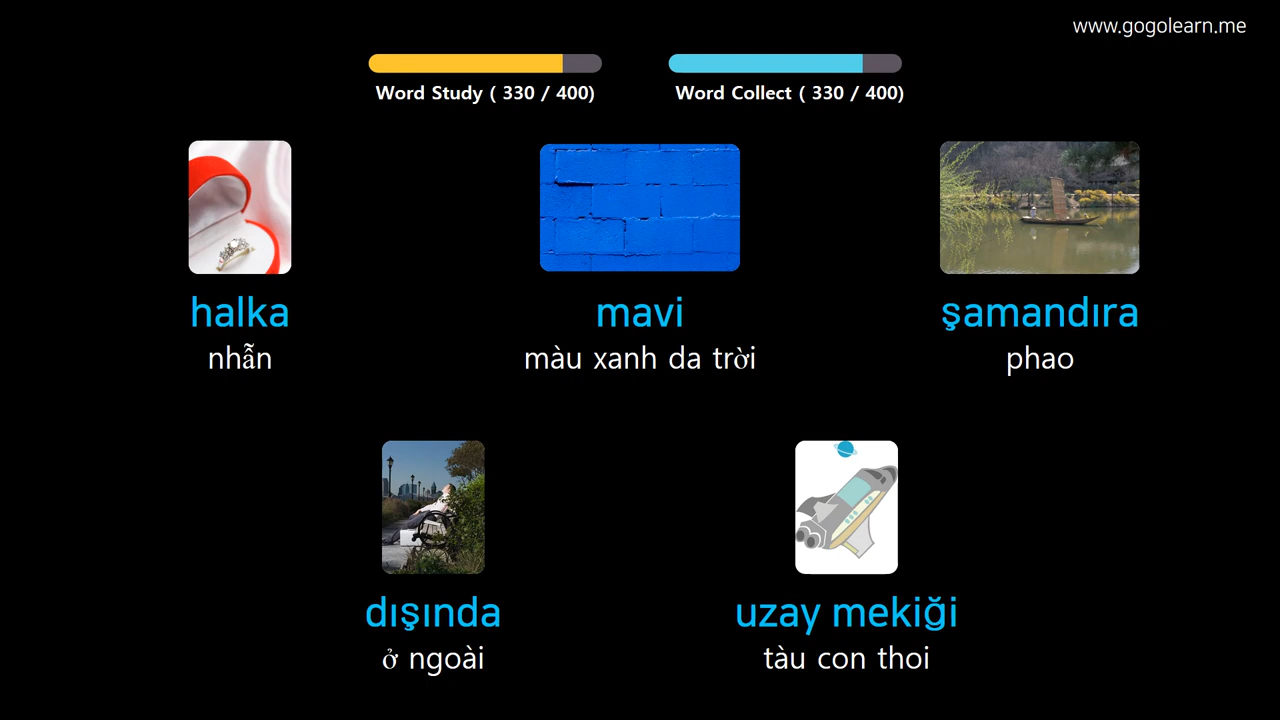 www.gogolearn.me
Word Study ( 330 / 400)
Word Collect ( 330 / 400)
halka
nhẫn
mavi
màu xanh da trời
şamandıra
phao
dışında
ở ngoài
uzay mekiği
tàu con thoi